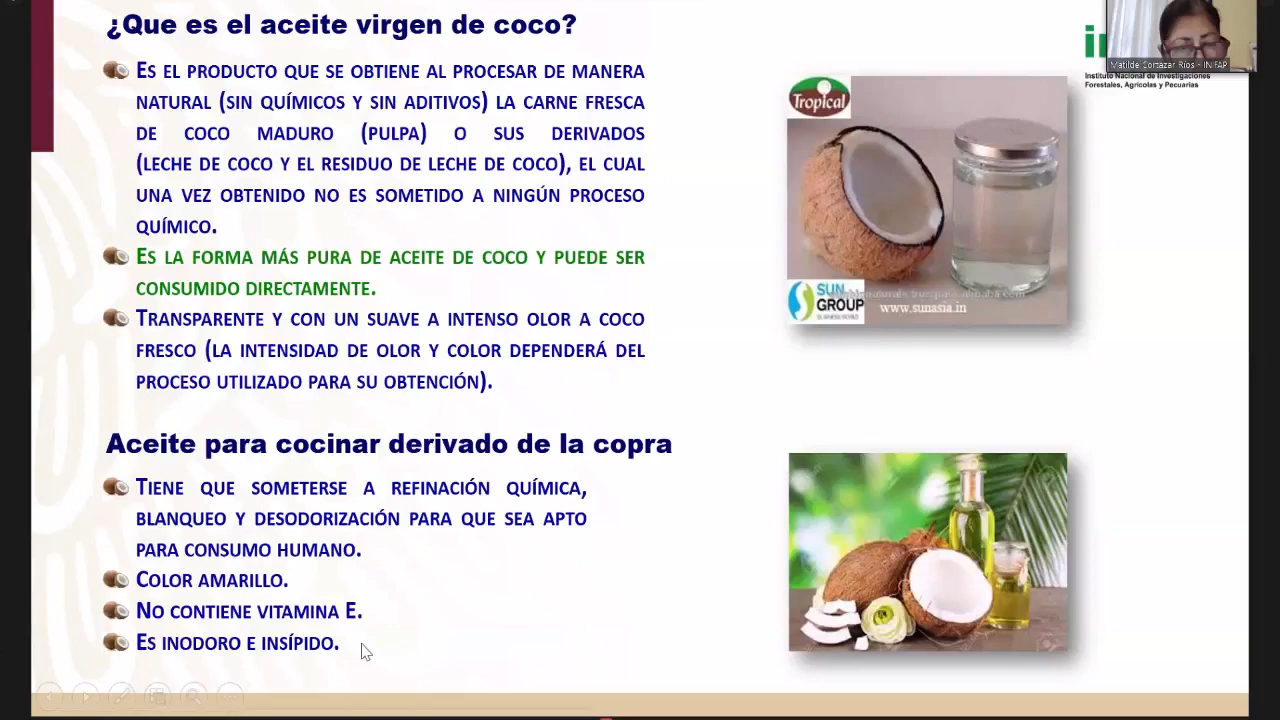 ¿Que es el aceite virgen de coco?
ES EL PRODUCTO QUE SE OBTIENE AL PROCESAR DE MANERA
NATURAL (SIN QUÍMICOS Y SIN ADITIVOS) LA CARNE FRESCA
DE COCO MADURO (PULPA) O SUS DERIVADOS
(LECHE DE COCO Y EL RESIDUO DE LECHE DE COCO), EL CUAL
UNA VEZ OBTENIDO NO ES SOMETIDO A NINGÚN PROCESO
QUÍMICO.
ES LA FORMA MÁS PURA DE ACEITE DE COCO Y PUEDE SER
CONSUMIDO DIRECTAMENTE.
TRANSPARENTE Y CON UN SUAVE A INTENSO OLOR A COCO
FRESCO (LA INTENSIDAD DE OLOR Y COLOR DEPENDERÁ DEL
PROCESO UTILIZADO PARA SU OBTENCIÓN).
Aceite para cocinar derivado de la copra
TIENE QUE SOMETERSE A REFINACIÓN QUÍMICA,
BLANQUEO Y DESODORIZACIÓN PARA QUE SEA APTO
PARA CONSUMO HUMANO.
COLOR AMARILLO.
NO CONTIENE VITAMINA E.
ES INODORO E INSÍPIDO.
Matilde Cortazar Rios - INIFAP
Instituto Nacional de Investigaciones
Forestales, Agrícolas y Pecuarias
Tropical
SUN
GROUP
www.sunasia.in